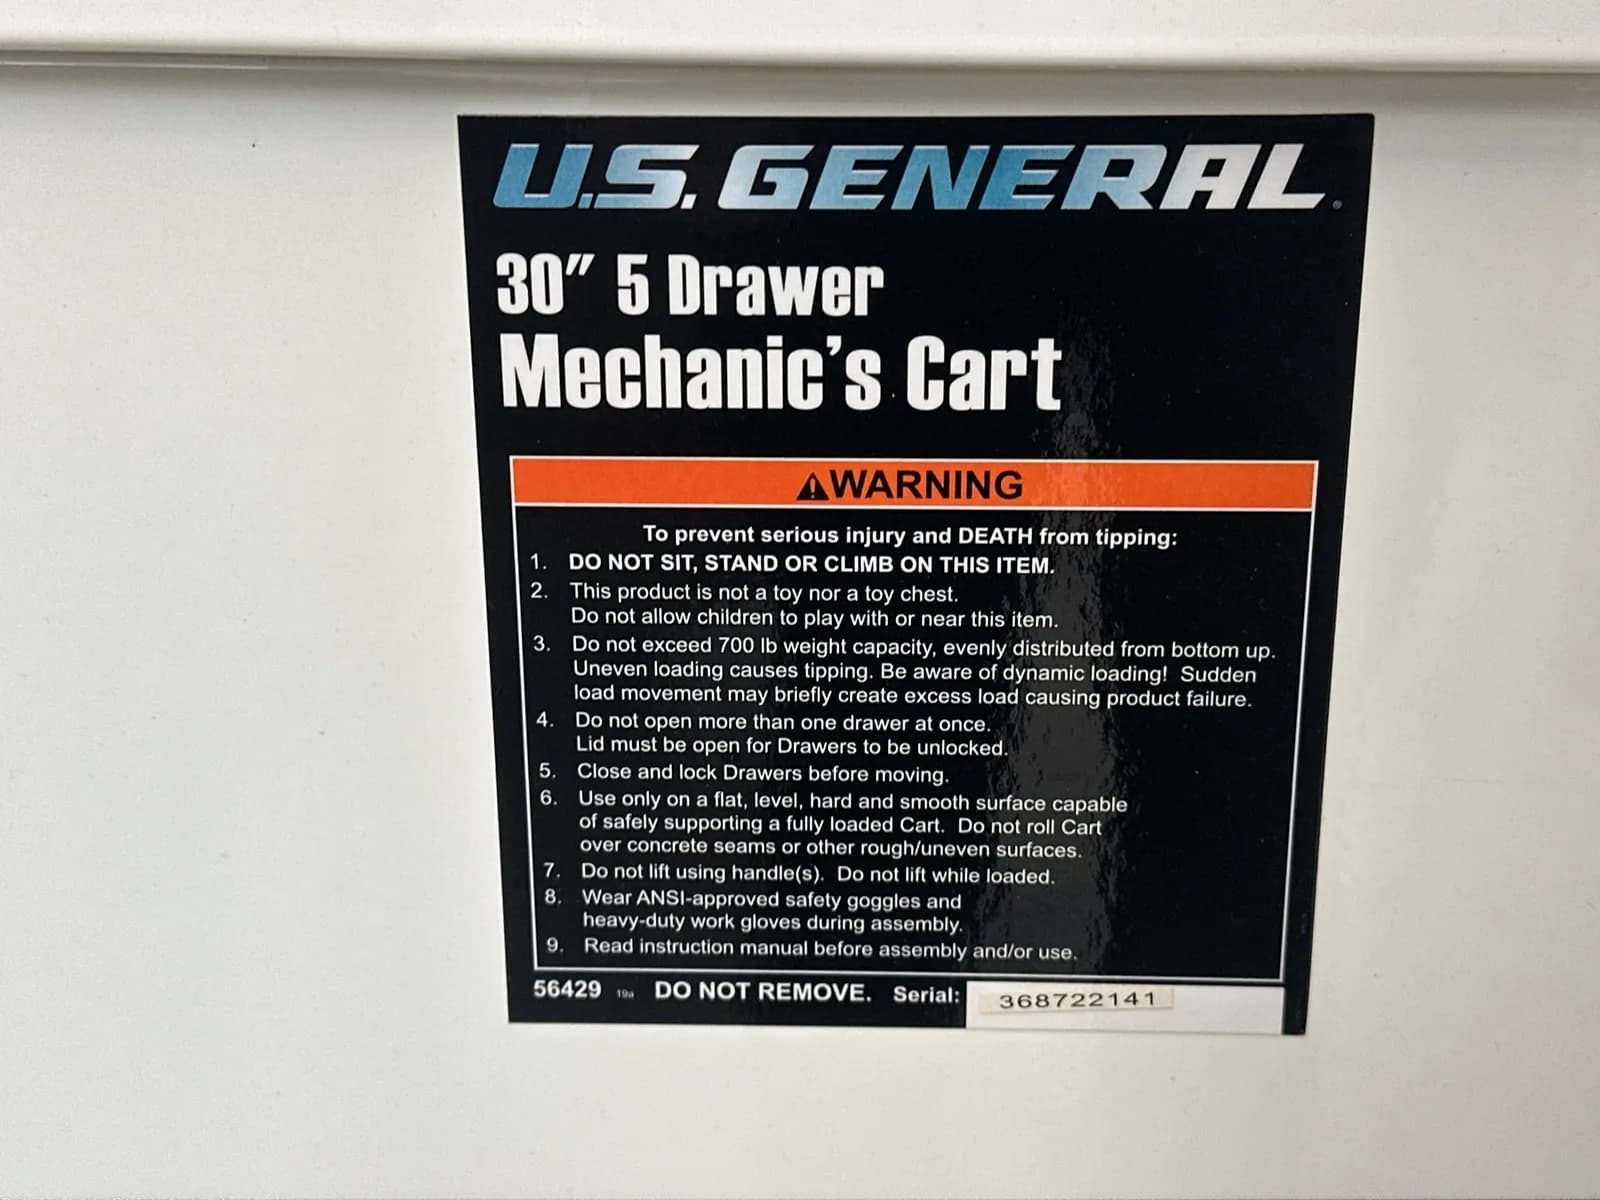 U.S. GENERAL®
30" 5 Drawer
Mechanic's Cart
⚠WARNING
To prevent serious injury and DEATH from tipping:
1. DO NOT SIT, STAND OR CLIMB ON THIS ITEM.
2. This product is not a toy nor a toy chest.
Do not allow children to play with or near this item.
3. Do not exceed 700 lb weight capacity, evenly distributed from bottom up.
Uneven loading causes tipping. Be aware of dynamic loading! Sudden
load movement may briefly create excess load causing product failure.
4. Do not open more than one drawer at once.
Lid must be open for Drawers to be unlocked.
5. Close and lock Drawers before moving.
6. Use only on a flat, level, hard and smooth surface capable
of safely supporting a fully loaded Cart. Do not roll Cart
over concrete seams or other rough/uneven surfaces.
7. Do not lift using handle(s). Do not lift while loaded.
8. Wear ANSI-approved safety goggles and
heavy-duty work gloves during assembly.
9. Read instruction manual before assembly and/or use.
56429 19a DO NOT REMOVE. Serial: 368722141